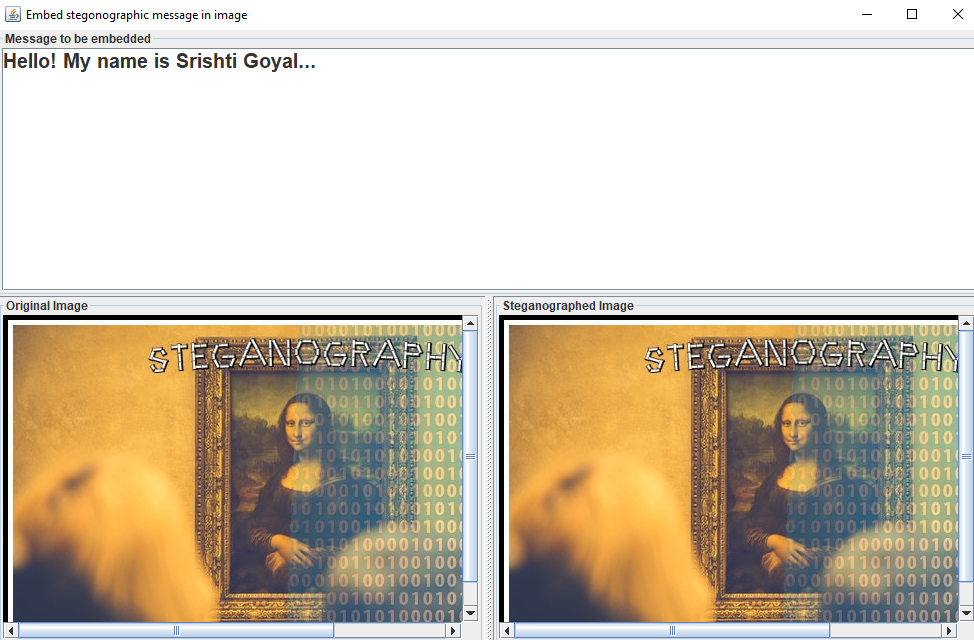 Embed stegonographic message in image
Message to be embedded
Hello! My name is Srishti Goyal...
Original Image
Steganographed Image
STEGANOGRAPHY
STEGANOGRAPHY